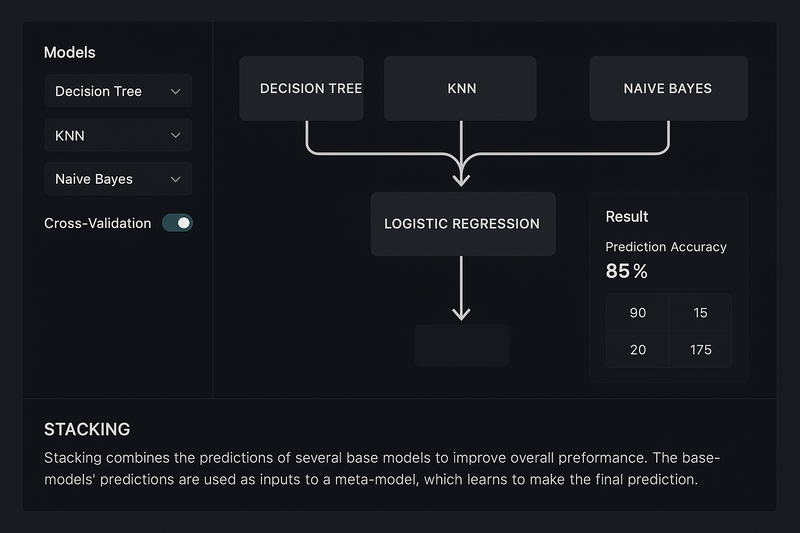 Models
Decision Tree
KNN
Naive Bayes
Cross-Validation
DECISION TREE
KNN
NAIVE BAYES
LOGISTIC REGRESSION
Result
Prediction Accuracy
85%
90 15
20 175
STACKING
Stacking combines the predictions of several base models to improve overall preformance. The base-
models' predictions are used as inputs to a meta-model, which learns to make the final prediction.